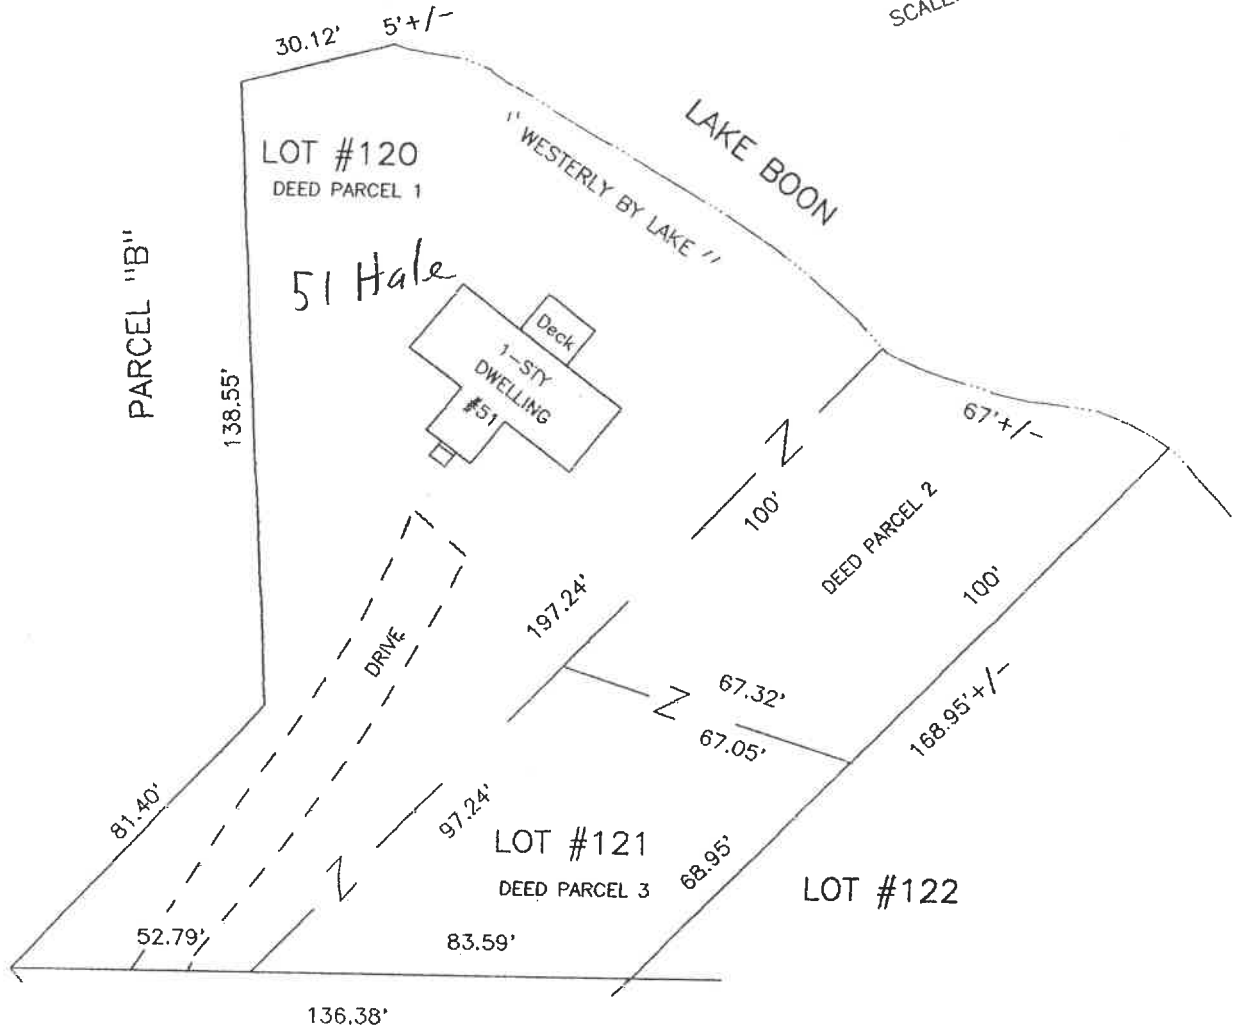 SCALE:
30.12'
5'+/-
LOT #120
DEED PARCEL 1
LAKE BOON
" WESTERLY BY LAKE "
PARCEL "B"
51 Hale
Deck
1-STY
DWELLING
#51
138.55'
67'+/-
100'
DEED PARCEL 2
100'
197.24'
DRIVE
67.32'
67.05'
168.95'+/-
81.40'
97.24'
LOT #121
DEED PARCEL 3
68.95'
LOT #122
52.79'
83.59'
136.38'